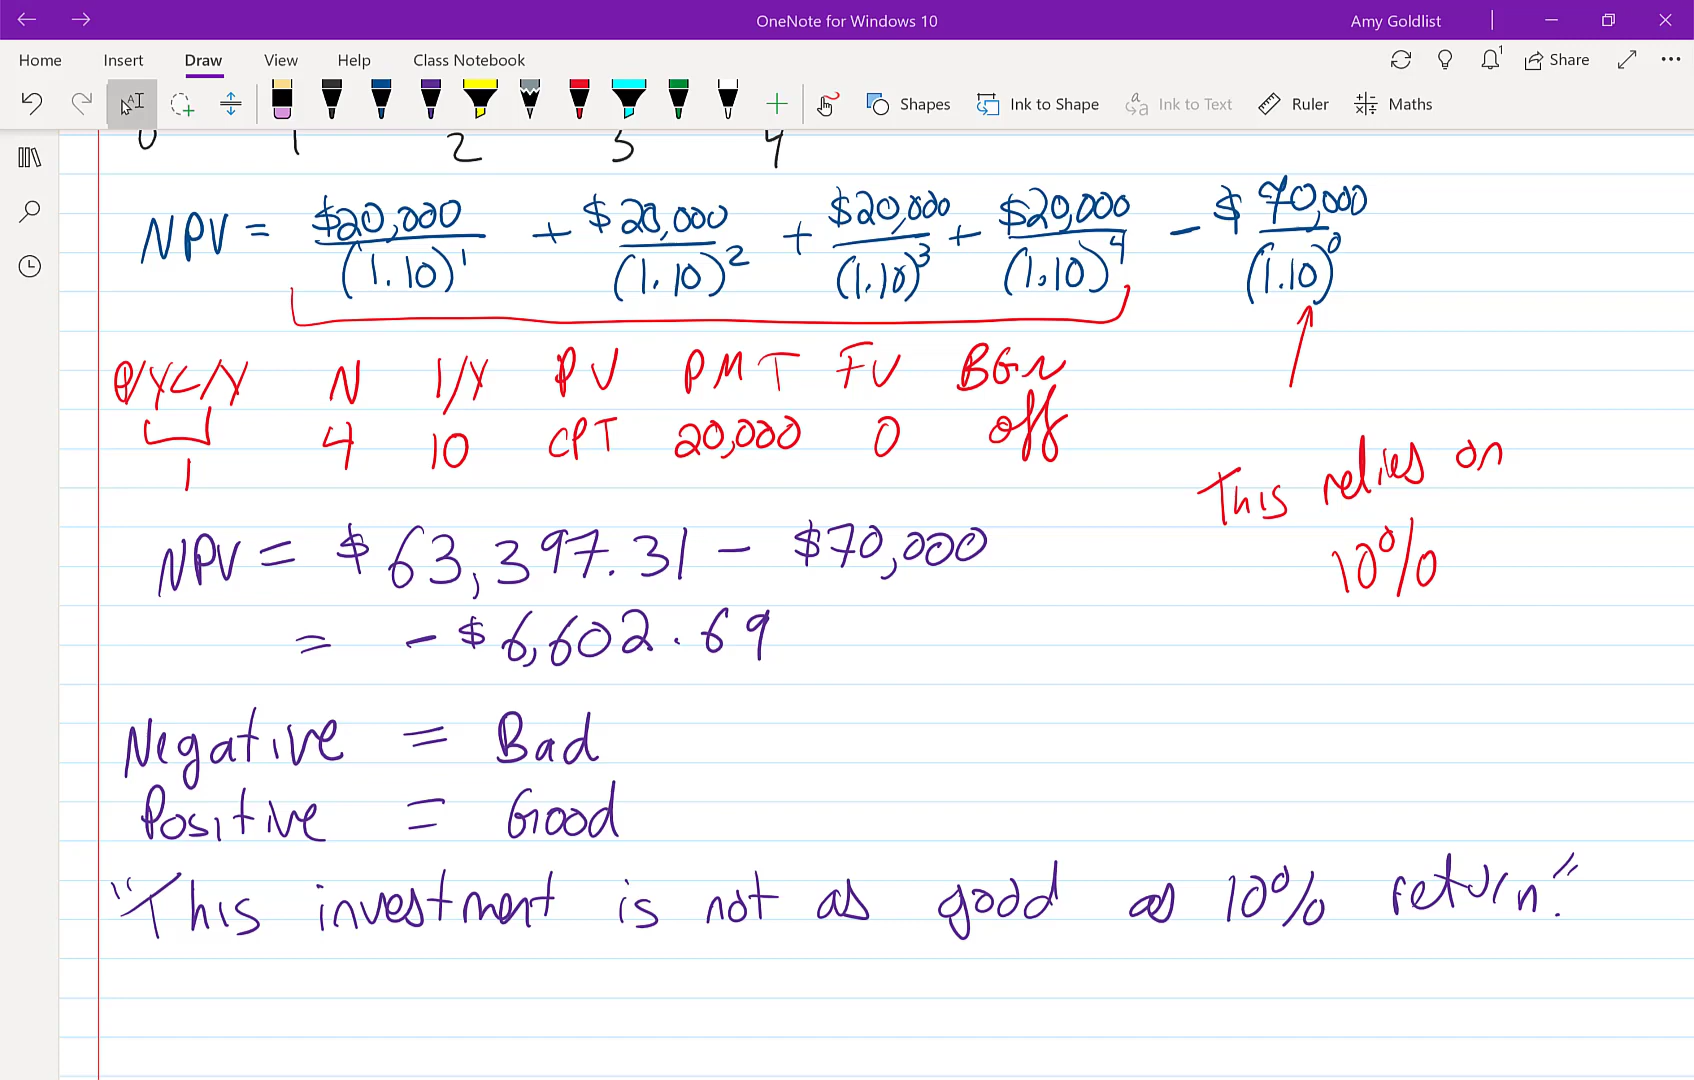 OneNote for Windows 10
Amy Goldlist
Home Insert Draw View Help Class Notebook
1
Share
Shapes Ink to Shape Ink to Text Ruler Maths
0 1 2 3 4
NPV = $20,000/(1.10)^1 + $20,000/(1.10)^2 + $20,000/(1.10)^3 + $20,000/(1.10)^4 - $70,000/(1.10)^0
P/Y C/Y N I/Y PV PMT FV BGN
1 4 10 CPT 20,000 0 off
This relies on
10%
NPV = $63,397.31 - $70,000
= -$6,602.69
Negative = Bad
Positive = Good
"This investment is not as good as 10% return."